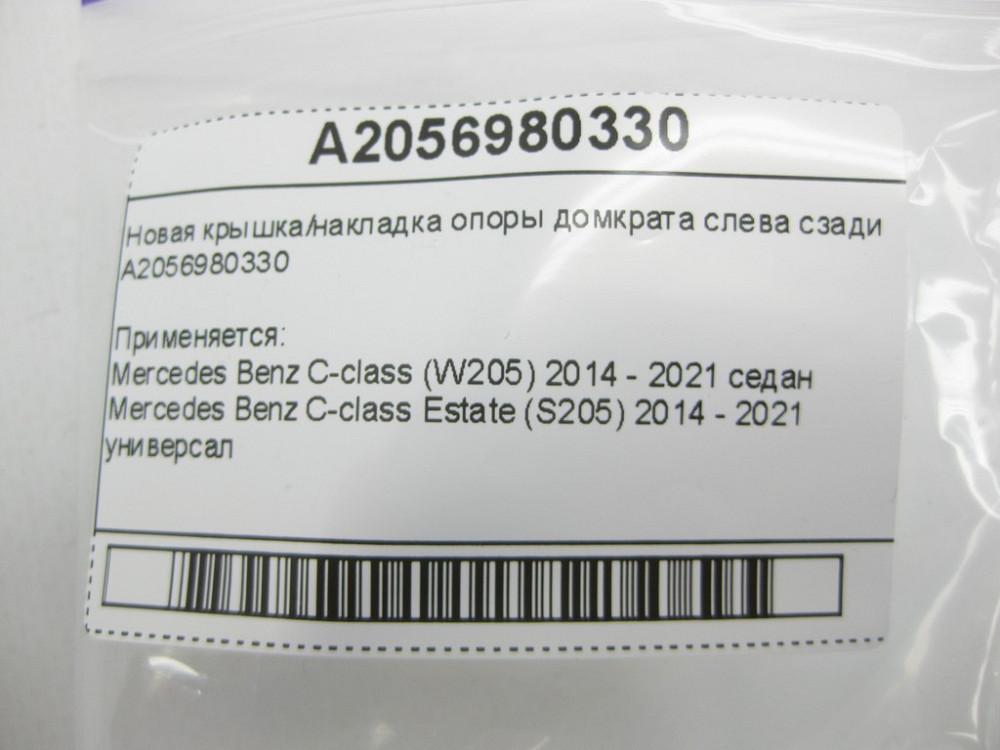 A2056980330
Новая крышка/накладка опоры домкрата слева сзади
A2056980330
Применяется:
Mercedes Benz C-class (W205) 2014 - 2021 седан
Mercedes Benz C-class Estate (S205) 2014 - 2021
универсал